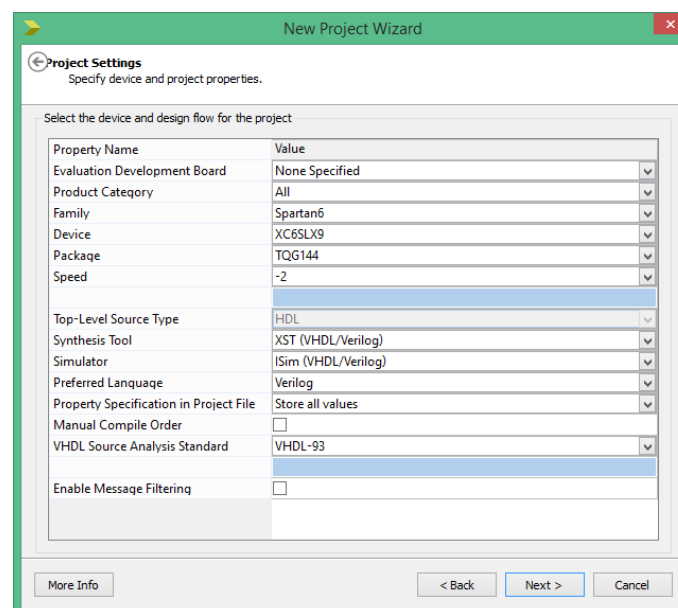 New Project Wizard
Project Settings
Specify device and project properties.
Select the device and design flow for the project
Property Name Value
Evaluation Development Board None Specified
Product Category All
Family Spartan6
Device XC6SLX9
Package TQG144
Speed -2
Top-Level Source Type HDL
Synthesis Tool XST (VHDL/Verilog)
Simulator ISim (VHDL/Verilog)
Preferred Language Verilog
Property Specification in Project File Store all values
Manual Compile Order
VHDL Source Analysis Standard VHDL-93
Enable Message Filtering
More Info < Back Next > Cancel